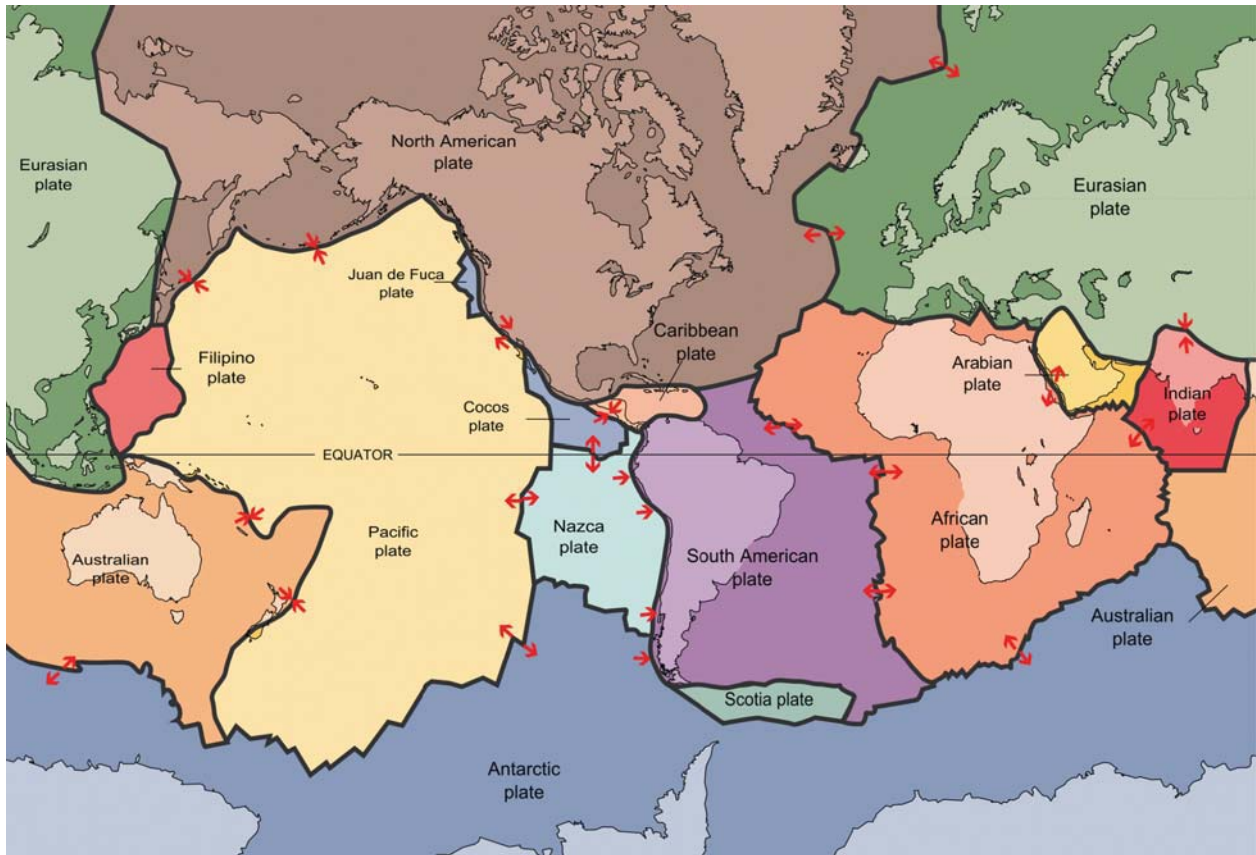 North American
plate
Eurasian
plate
Eurasian
plate
Juan de Fuca
plate
Caribbean
plate
Filipino
plate
Arabian
plate
Indian
plate
Cocos
plate
EQUATOR
Pacific
plate
Nazca
plate
African
plate
Australian
plate
South American
plate
Australian
plate
Scotia plate
Antarctic
plate